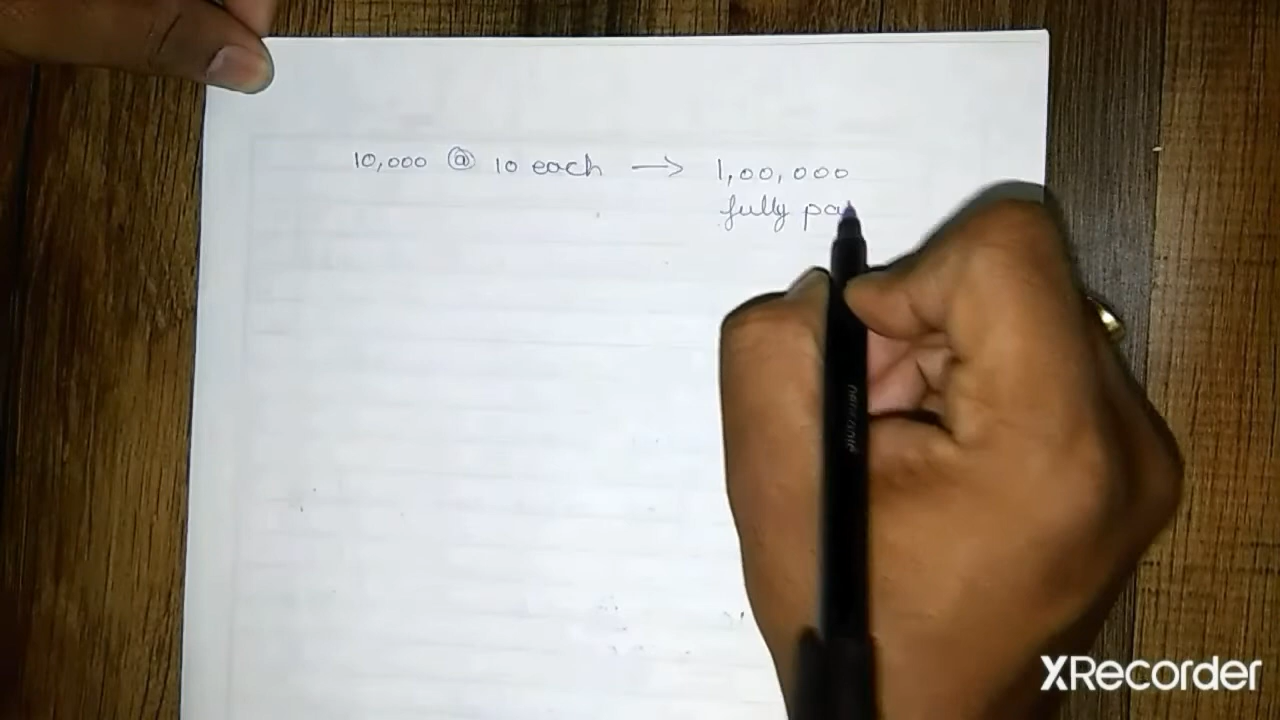 10,000 @ 10 each → 1,00,000
fully pa
XRecorder